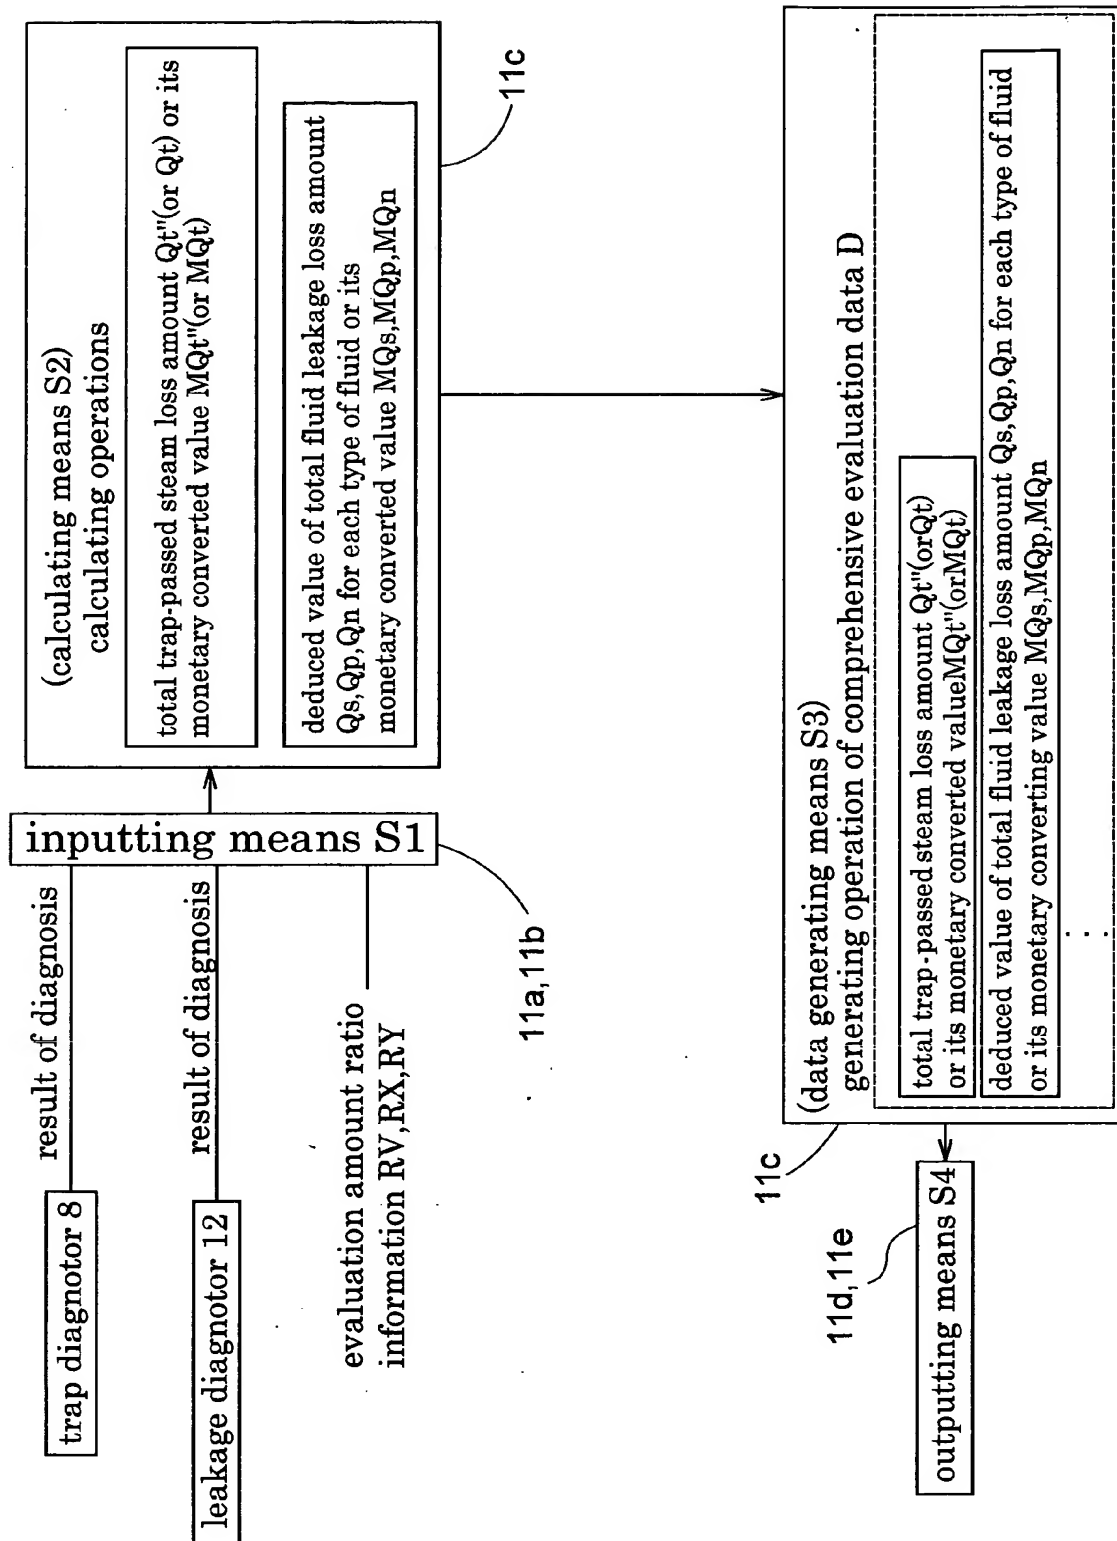 trap diagnotor 8
result of diagnosis
leakage diagnotor 12
result of diagnosis
evaluation amount ratio
information RV,RX,RY
inputting means S1
11a,11b
(calculating means S2)
calculating operations
total trap-passed steam loss amount Qt"(or Qt) or its
monetary converted value MQt"(or MQt)
deduced value of total fluid leakage loss amount
Qs,Qp,Qn for each type of fluid or its
monetary converted value MQs,MQp,MQn
11c
(data generating means S3)
generating operation of comprehensive evaluation data D
total trap-passed steam loss amount Qt"(orQt)
or its monetary converted valueMQt"(orMQt)
deduced value of total fluid leakage loss amount Qs,Qp,Qn for each type of fluid
or its monetary converting value MQs,MQp,MQn
. . .
11c
outputting means S4
11d,11e